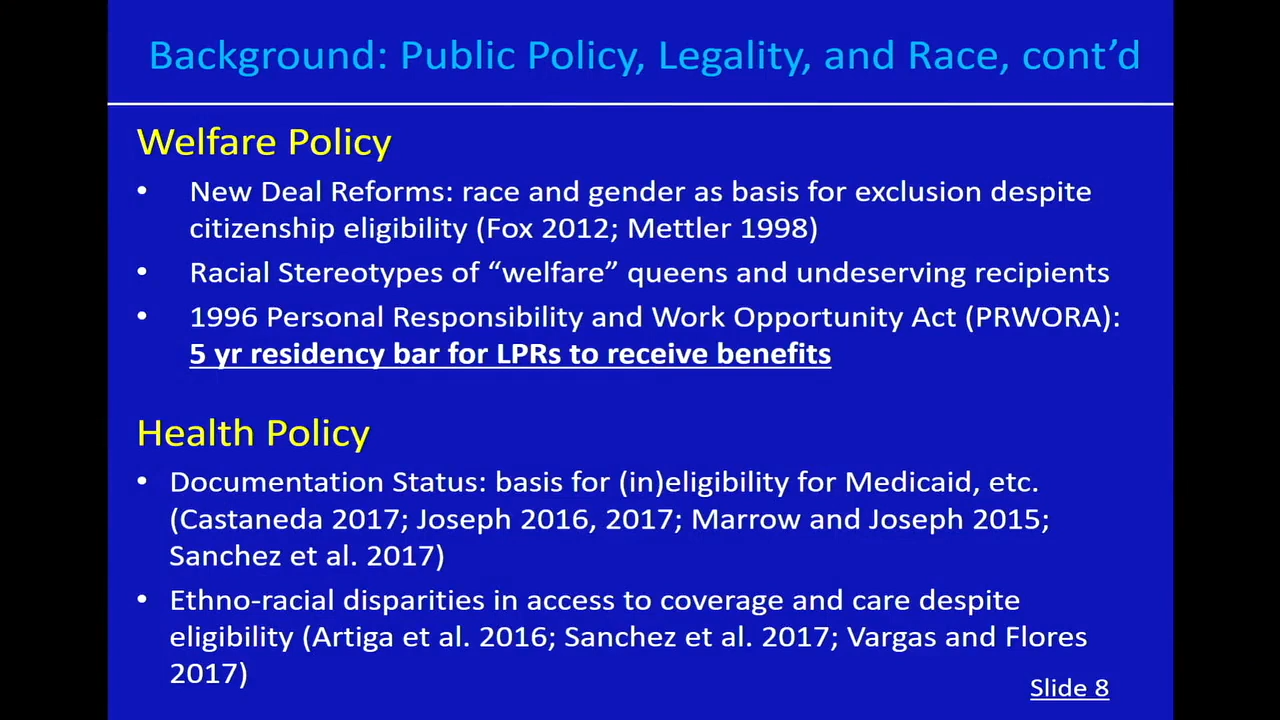 Background: Public Policy, Legality, and Race, cont’d
Welfare Policy
• New Deal Reforms: race and gender as basis for exclusion despite
citizenship eligibility (Fox 2012; Mettler 1998)
• Racial Stereotypes of “welfare” queens and undeserving recipients
• 1996 Personal Responsibility and Work Opportunity Act (PRWORA):
5 yr residency bar for LPRs to receive benefits
Health Policy
• Documentation Status: basis for (in)eligibility for Medicaid, etc.
(Castaneda 2017; Joseph 2016, 2017; Marrow and Joseph 2015;
Sanchez et al. 2017)
• Ethno-racial disparities in access to coverage and care despite
eligibility (Artiga et al. 2016; Sanchez et al. 2017; Vargas and Flores
2017)
Slide 8